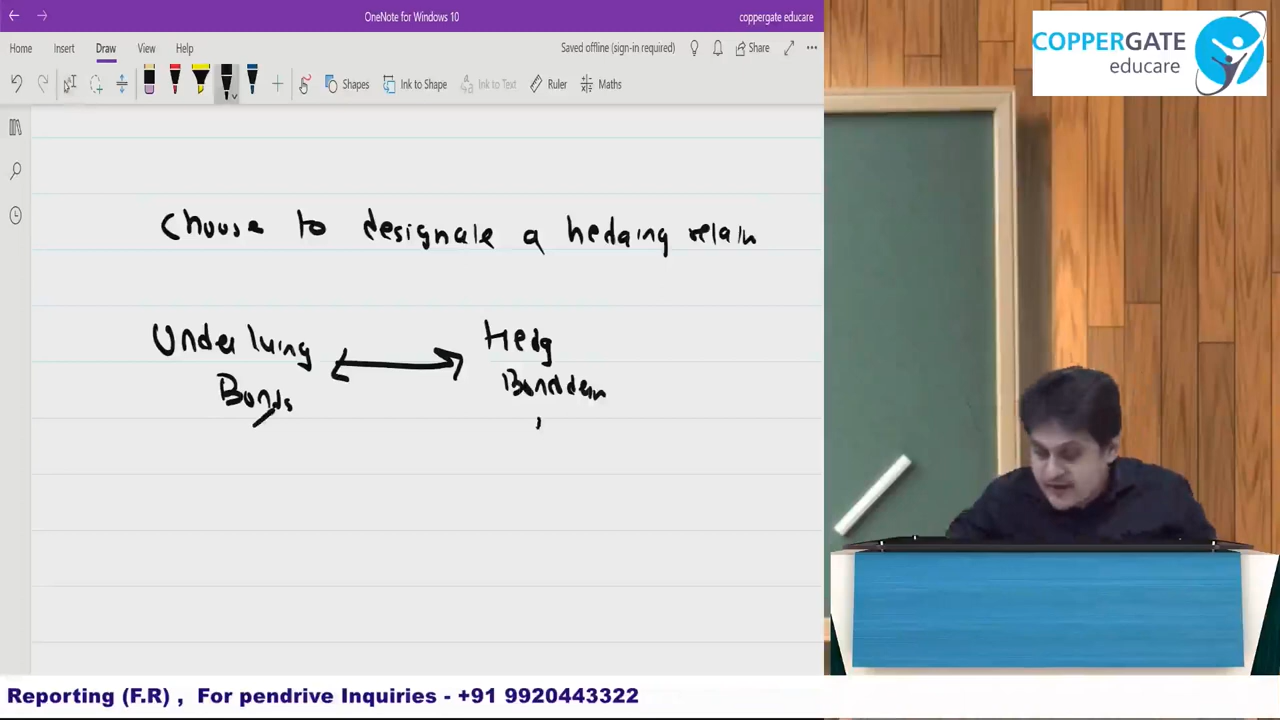 OneNote for Windows 10
coppergate educare
Home Insert Draw View Help
Saved offline (sign-in required) Share
Shapes Ink to Shape Ink to Text Ruler Maths
COPPERGATE
educare
Choose to designate a hedging relatn
Underlying Hedg
Bonds
Reporting (F.R) , For pendrive Inquiries - +91 9920443322